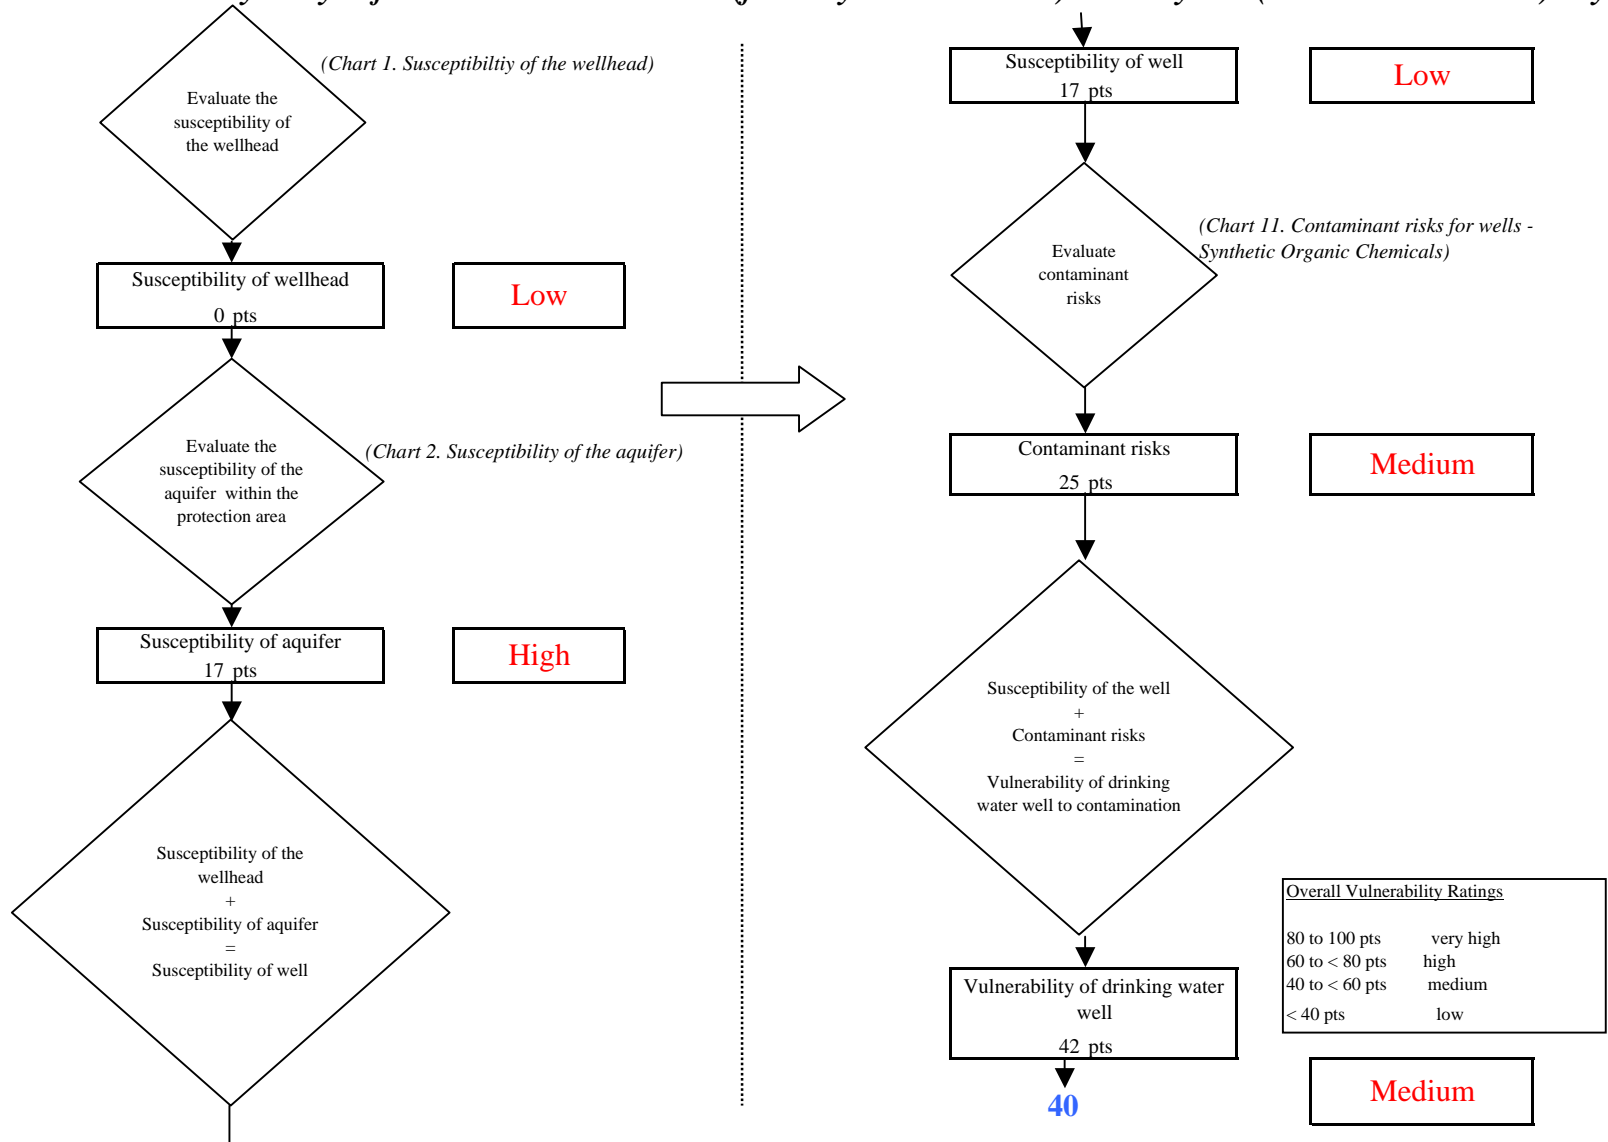 (Chart 1. Susceptibiltiy of the wellhead)
Evaluate the
susceptibility of
the wellhead
Susceptibility of wellhead
0 pts
Low
Evaluate the
susceptibility of the
aquifer within the
protection area
(Chart 2. Susceptibility of the aquifer)
Susceptibility of aquifer
17 pts
High
Susceptibility of the
wellhead
+
Susceptibility of aquifer
=
Susceptibility of well
Susceptibility of well
17 pts
Low
(Chart 11. Contaminant risks for wells -
Synthetic Organic Chemicals)
Evaluate
contaminant
risks
Contaminant risks
25 pts
Medium
Susceptibility of the well
+
Contaminant risks
=
Vulnerability of drinking
water well to contamination
Overall Vulnerability Ratings
80 to 100 pts very high
60 to < 80 pts high
40 to < 60 pts medium
< 40 pts low
Vulnerability of drinking water
well
42 pts
40
Medium